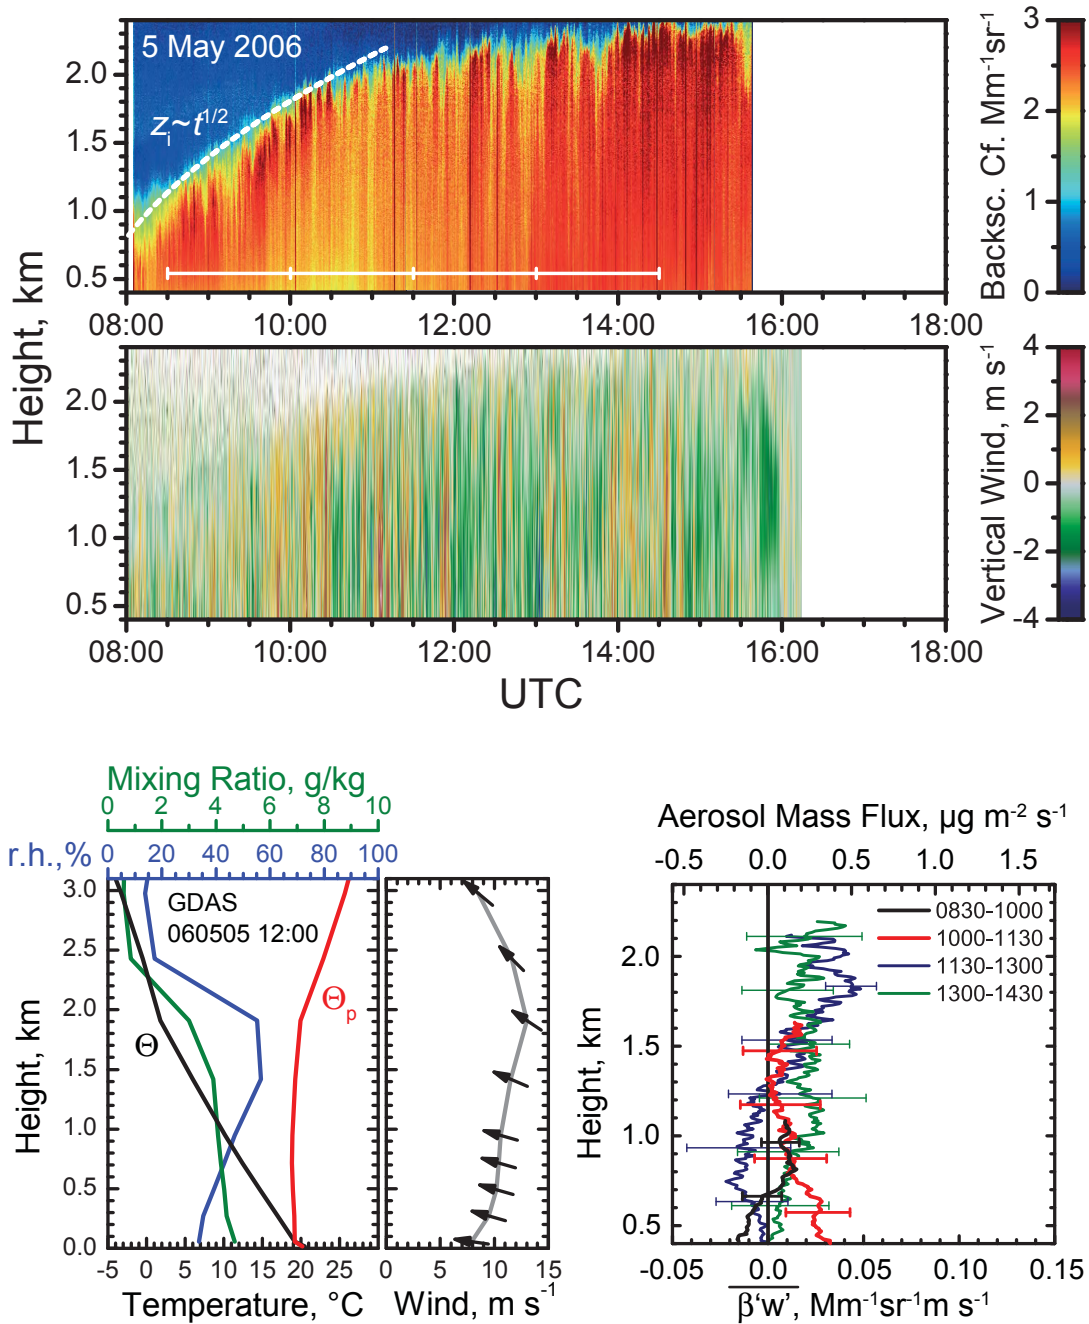 5 May 2006
z_i~t^{1/2}
Height, km
2.0
1.5
1.0
0.5
08:00 10:00 12:00 14:00 16:00 18:00
3
2
1
0
Backsc. Cf. Mm⁻¹sr⁻¹
2.0
1.5
1.0
0.5
08:00 10:00 12:00 14:00 16:00 18:00
UTC
4
2
0
-2
-4
Vertical Wind, m s⁻¹
Mixing Ratio, g/kg
0 2 4 6 8 10
r.h.,% 0 20 40 60 80 100
GDAS
060505 12:00
Θ
Θp
Height, km
3.0
2.5
2.0
1.5
1.0
0.5
0.0
-5 0 5 10 15 20 25 30
Temperature, °C
0 5 10 15
Wind, m s⁻¹
Aerosol Mass Flux, µg m⁻² s⁻¹
-0.5 0.0 0.5 1.0 1.5
0830-1000
1000-1130
1130-1300
1300-1430
Height, km
2.0
1.5
1.0
0.5
-0.05 0.0 0.05 0.10 0.15
β‘w’, Mm⁻¹sr⁻¹m s⁻¹